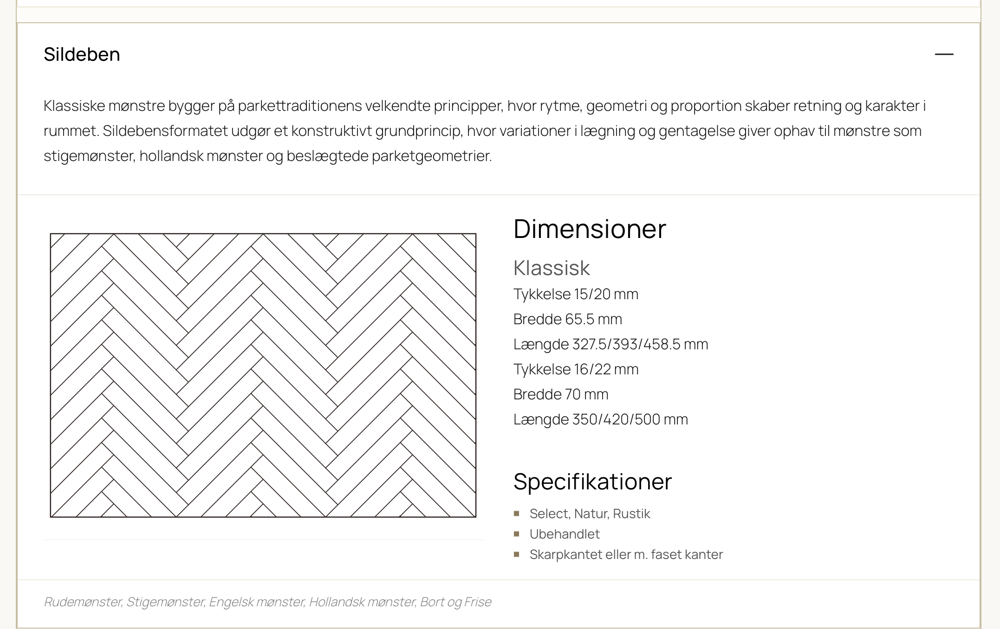 Sildeben
Klassiske mønstre bygger på parkettraditionens velkendte principper, hvor rytme, geometri og proportion skaber retning og karakter i
rummet. Sildebensformatet udgør et konstruktivt grundprincip, hvor variationer i lægning og gentagelse giver ophav til mønstre som
stigemønster, hollandsk mønster og beslægtede parketgeometrier.
Dimensioner
Klassisk
Tykkelse 15/20 mm
Bredde 65.5 mm
Længde 327.5/393/458.5 mm
Tykkelse 16/22 mm
Bredde 70 mm
Længde 350/420/500 mm
Specifikationer
Select, Natur, Rustik
Ubehandlet
Skarpkantet eller m. faset kanter
Rudemønster, Stigemønster, Engelsk mønster, Hollandsk mønster, Bort og Frise